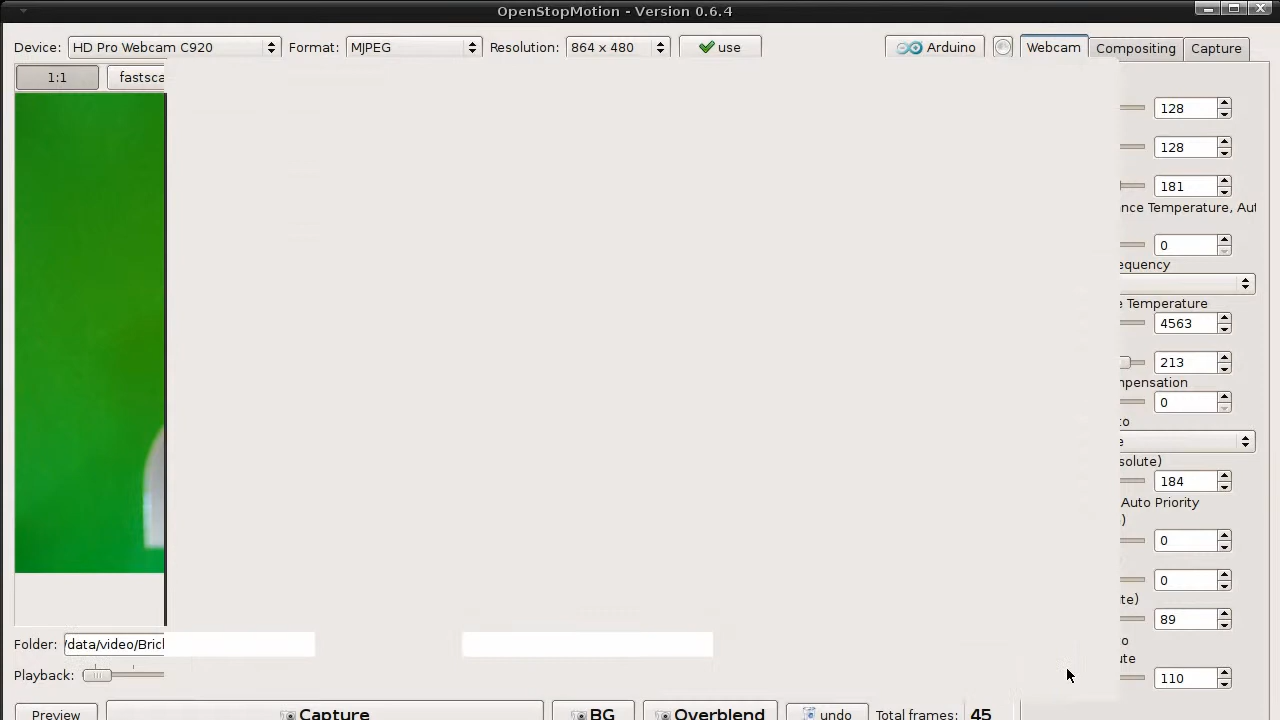 OpenStopMotion - Version 0.6.4
Device: HD Pro Webcam C920 Format: MJPEG Resolution: 864 x 480 use Arduino Webcam Compositing Capture
1:1 fastsca
128
128
181
nce Temperature, Aut
0
equency
e Temperature
4563
213
npensation
0
to
e
solute)
184
Auto Priority
)
0
0
te)
89
o
ute
110
Folder: /data/video/Bricl
Playback:
Preview Capture BG Overblend undo Total frames: 45